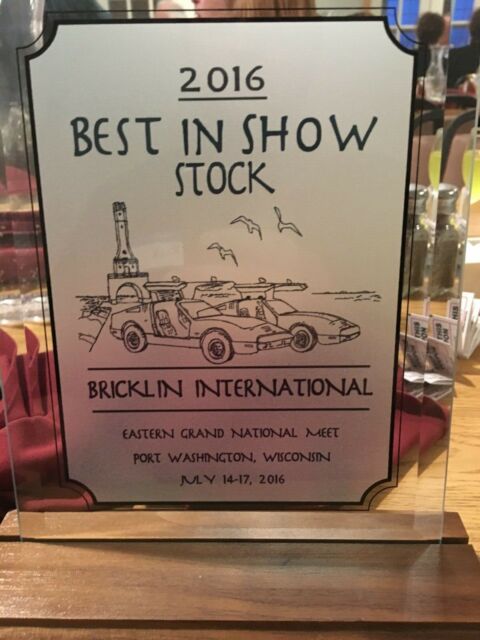 2016
BEST IN SHOW
STOCK
BRICKLIN INTERNATIONAL
EASTERN GRAND NATIONAL MEET
PORT WASHINGTON, WISCONSIN
JULY 14-17, 2016